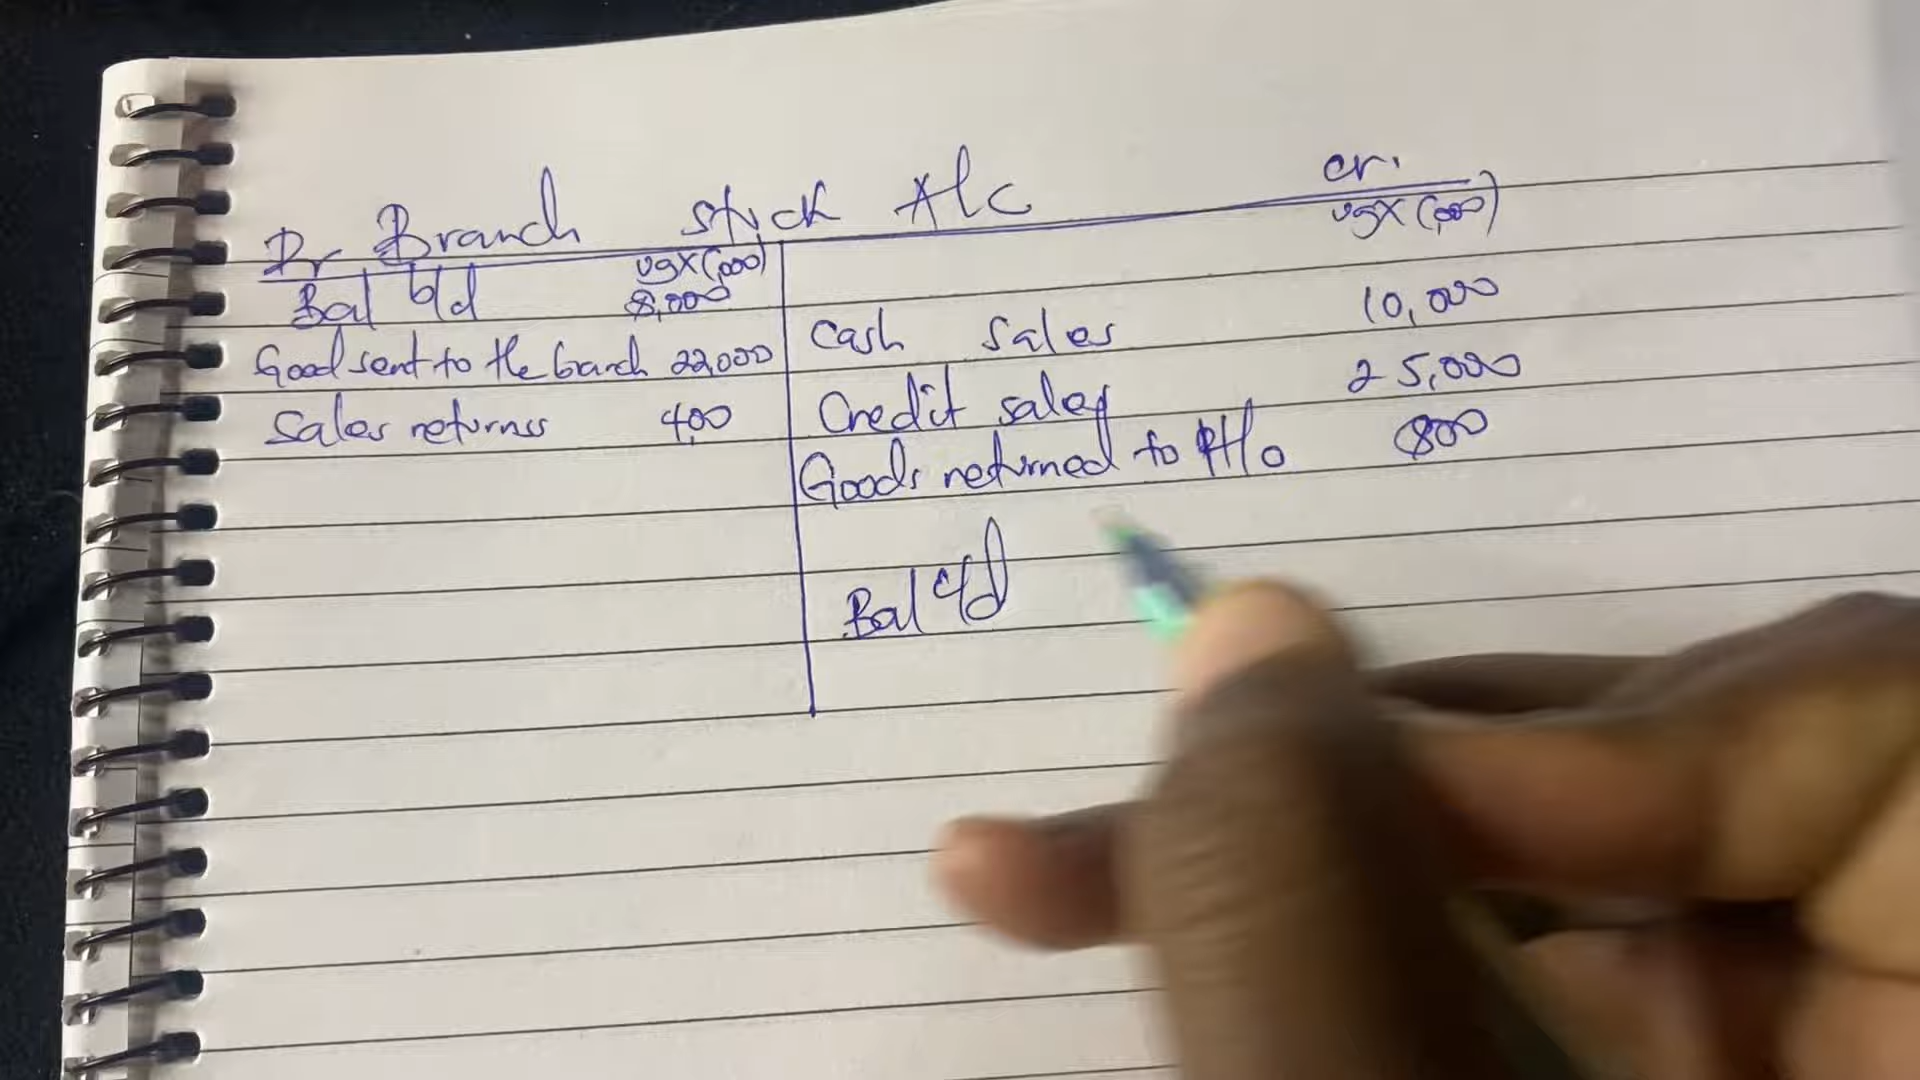 cr.
Dr Branch stock A/c
UGX(,000) UGX(,000)
Bal b/d 8,000
Cash Sales 10,000
Good sent to the branch 22,000
Credit sales 25,000
Sales returns 400
Goods returned to H/o 800
Bal c/d